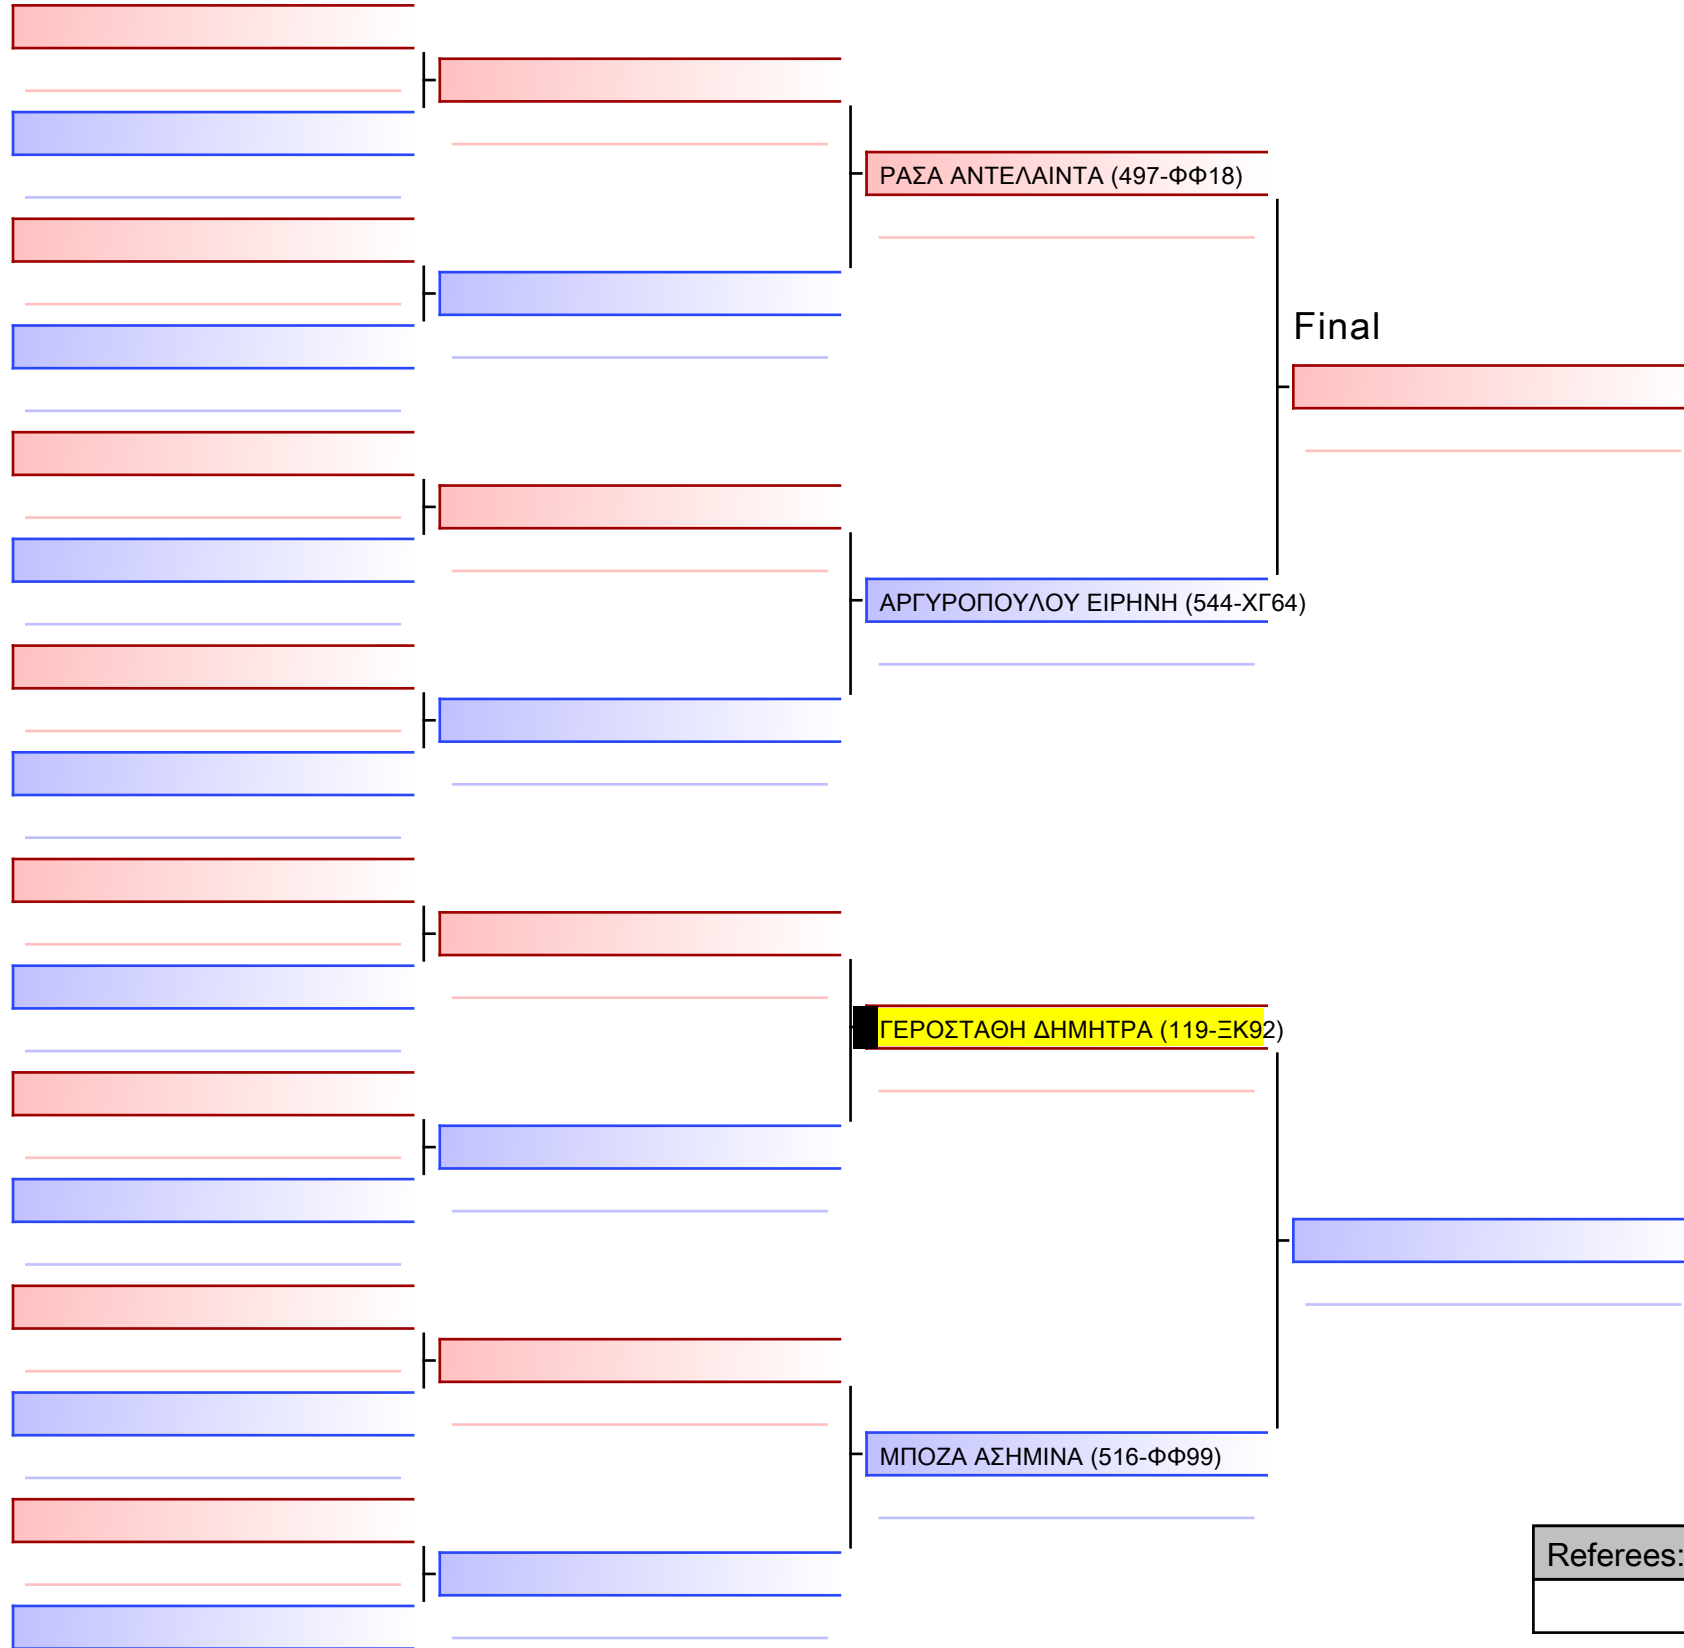 ΡΑΣΑ ΑΝΤΕΛΑΙΝΤΑ (497-ΦΦ18)
Final
ΑΡΓΥΡΟΠΟΥΛΟΥ ΕΙΡΗΝΗ (544-ΧΓ64)
ΓΕΡΟΣΤΑΘΗ ΔΗΜΗΤΡΑ (119-ΞΚ92)
ΜΠΟΖΑ ΑΣΗΜΙΝΑ (516-ΦΦ99)
Referees: